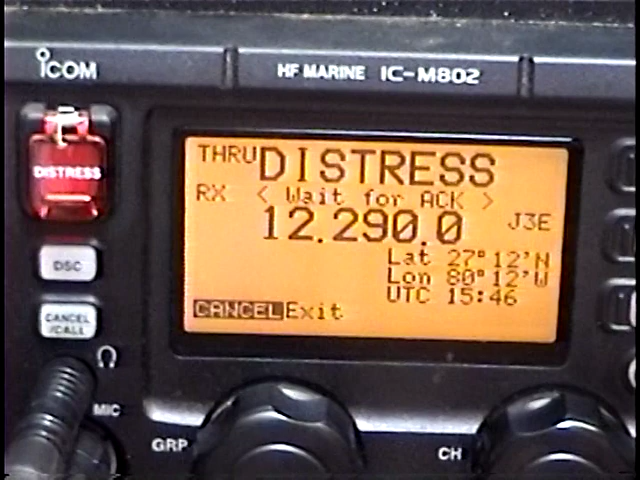 ICOM
HF MARINE IC-M802
DISTRESS
THRU DISTRESS
RX < Wait for ACK >
12.290.0 J3E
Lat 27°12'N
Lon 80°12'W
UTC 15:46
CANCEL Exit
DSC
CANCEL
/CALL
MIC
GRP
CH